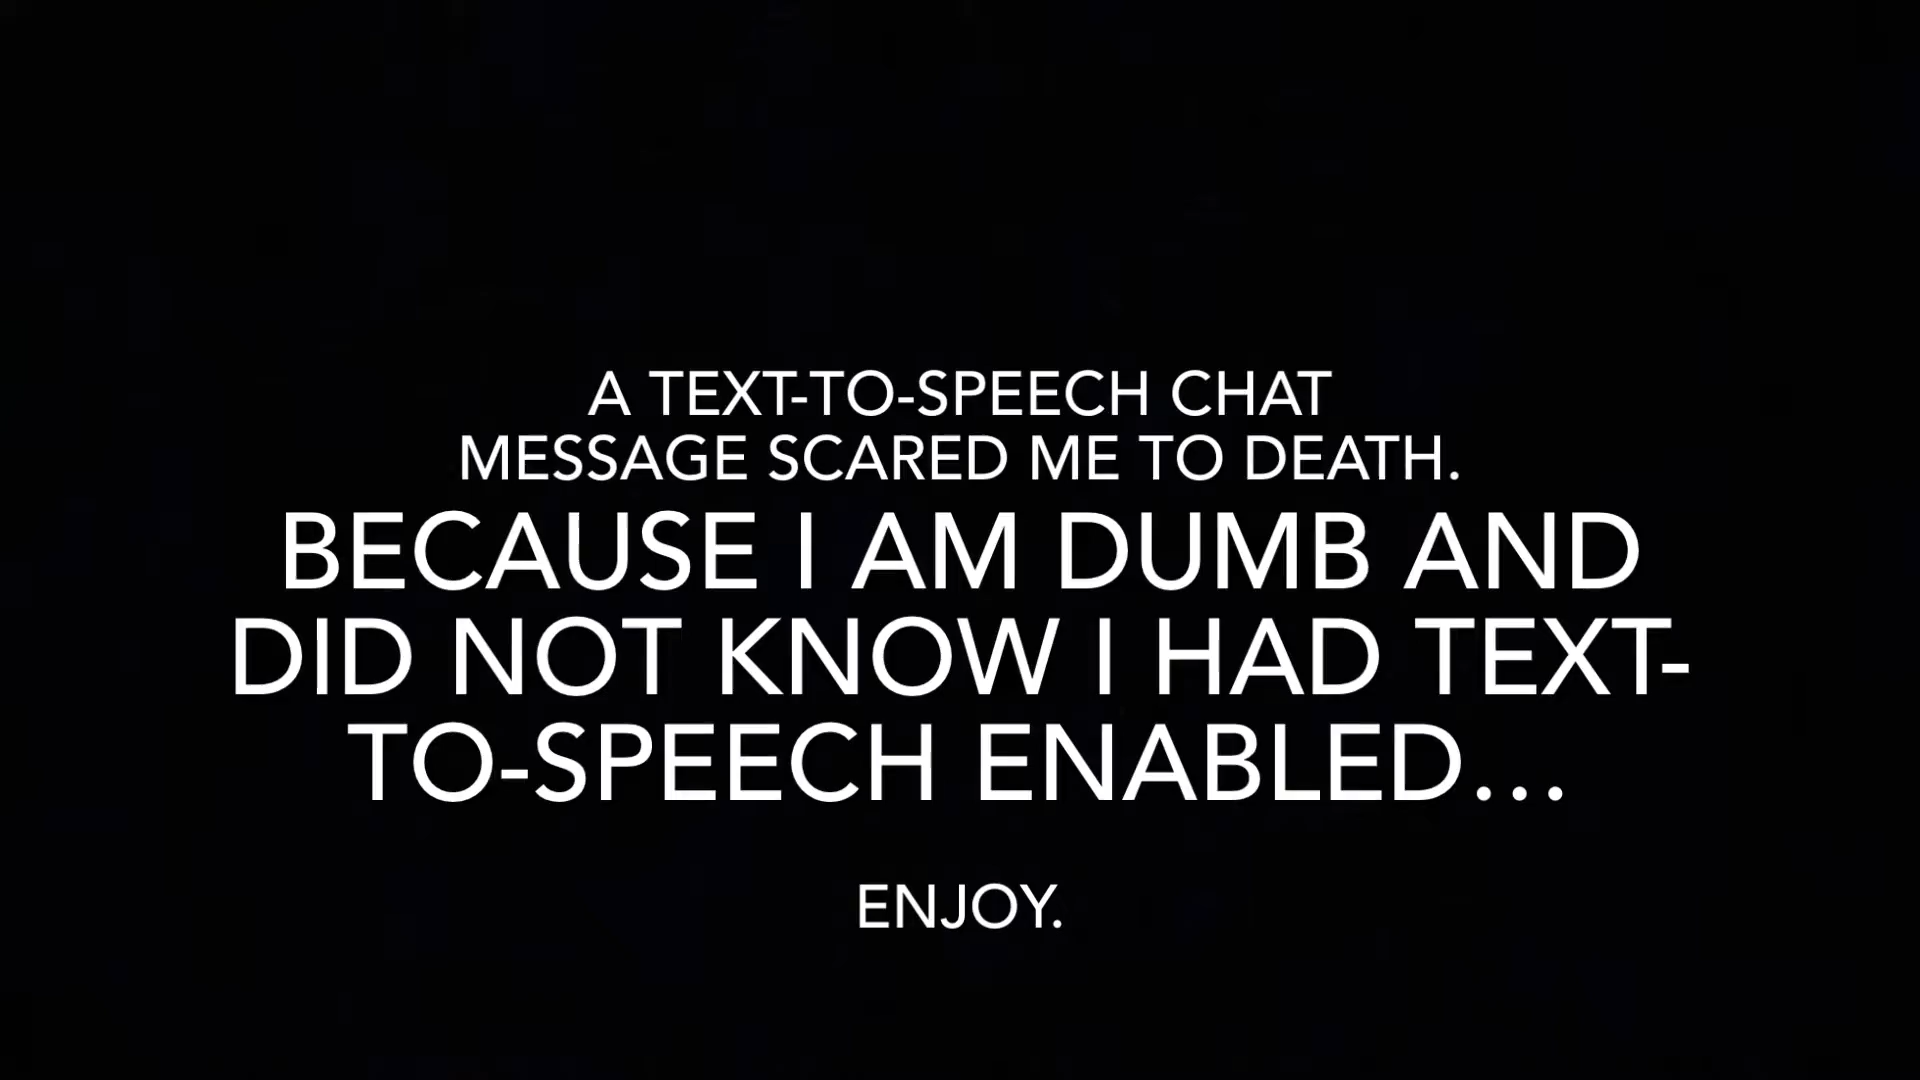 A TEXT-TO-SPEECH CHAT
MESSAGE SCARED ME TO DEATH.
BECAUSE I AM DUMB AND
DID NOT KNOW I HAD TEXT-
TO-SPEECH ENABLED...
ENJOY.